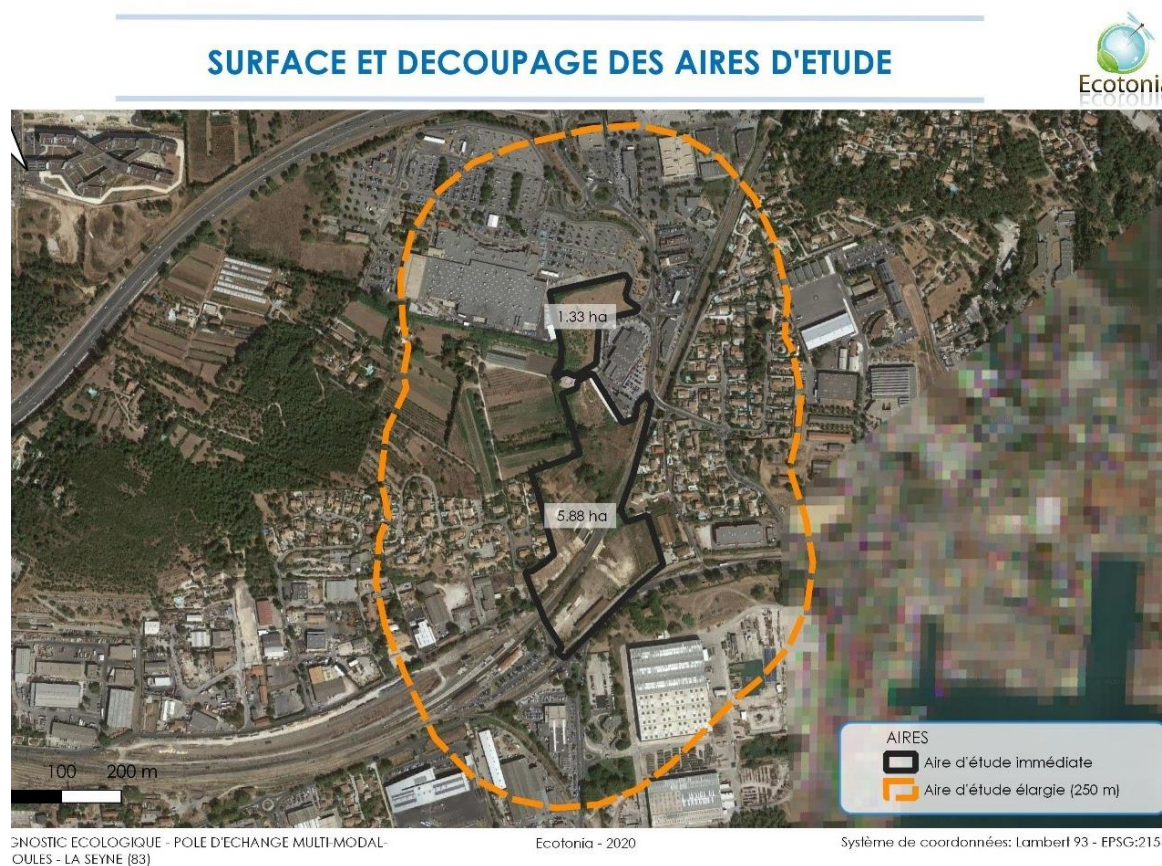 SURFACE ET DECOUPAGE DES AIRES D'ETUDE
Ecotonia
1.33 ha
5.88 ha
AIRES
Aire d'étude immédiate
Aire d'étude élargie (250 m)
100 200 m
GNOSTIC ECOLOGIQUE - POLE D'ECHANGE MULTI-MODAL-
OULES - LA SEYNE (83)
Ecotonia - 2020
Système de coordonnées: Lambert 93 - EPSG:215